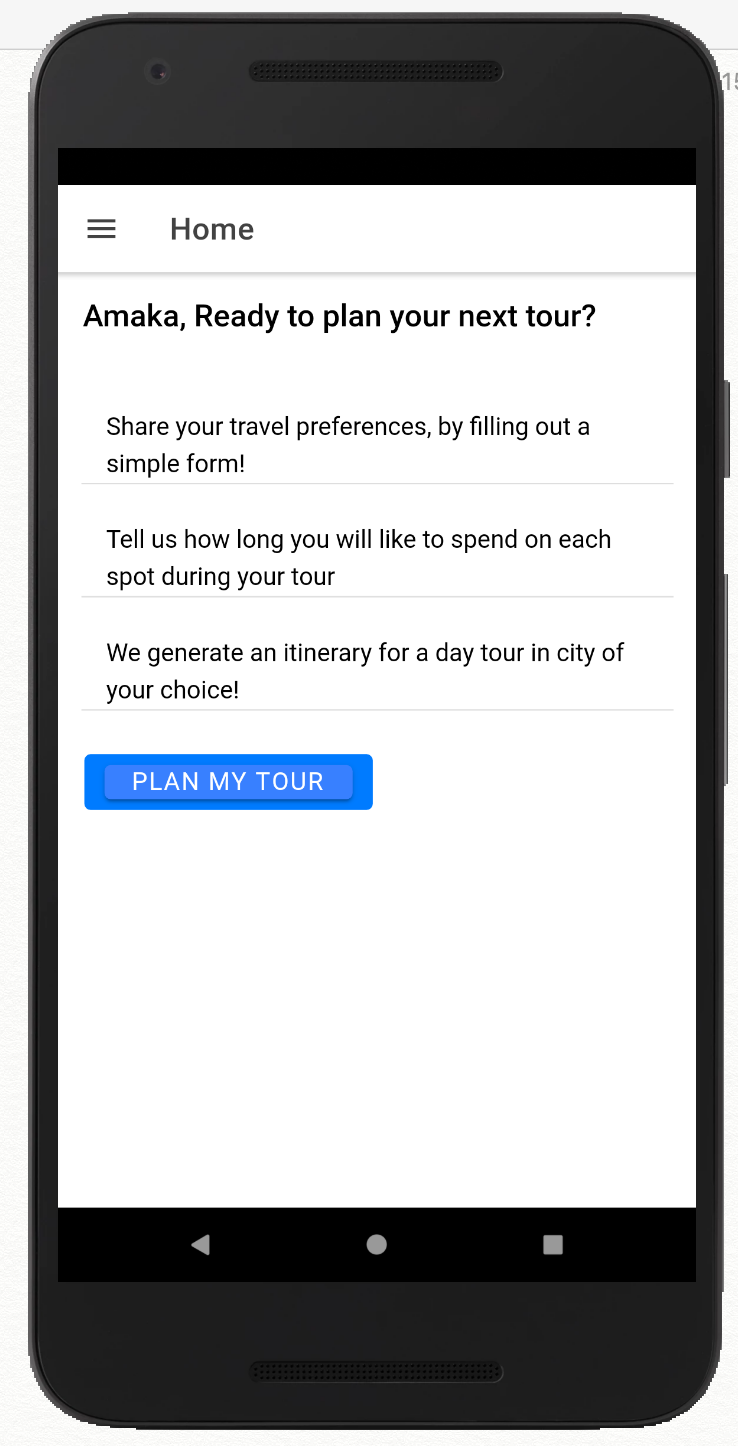 Home
Amaka, Ready to plan your next tour?
Share your travel preferences, by filling out a
simple form!
Tell us how long you will like to spend on each
spot during your tour
We generate an itinerary for a day tour in city of
your choice!
PLAN MY TOUR